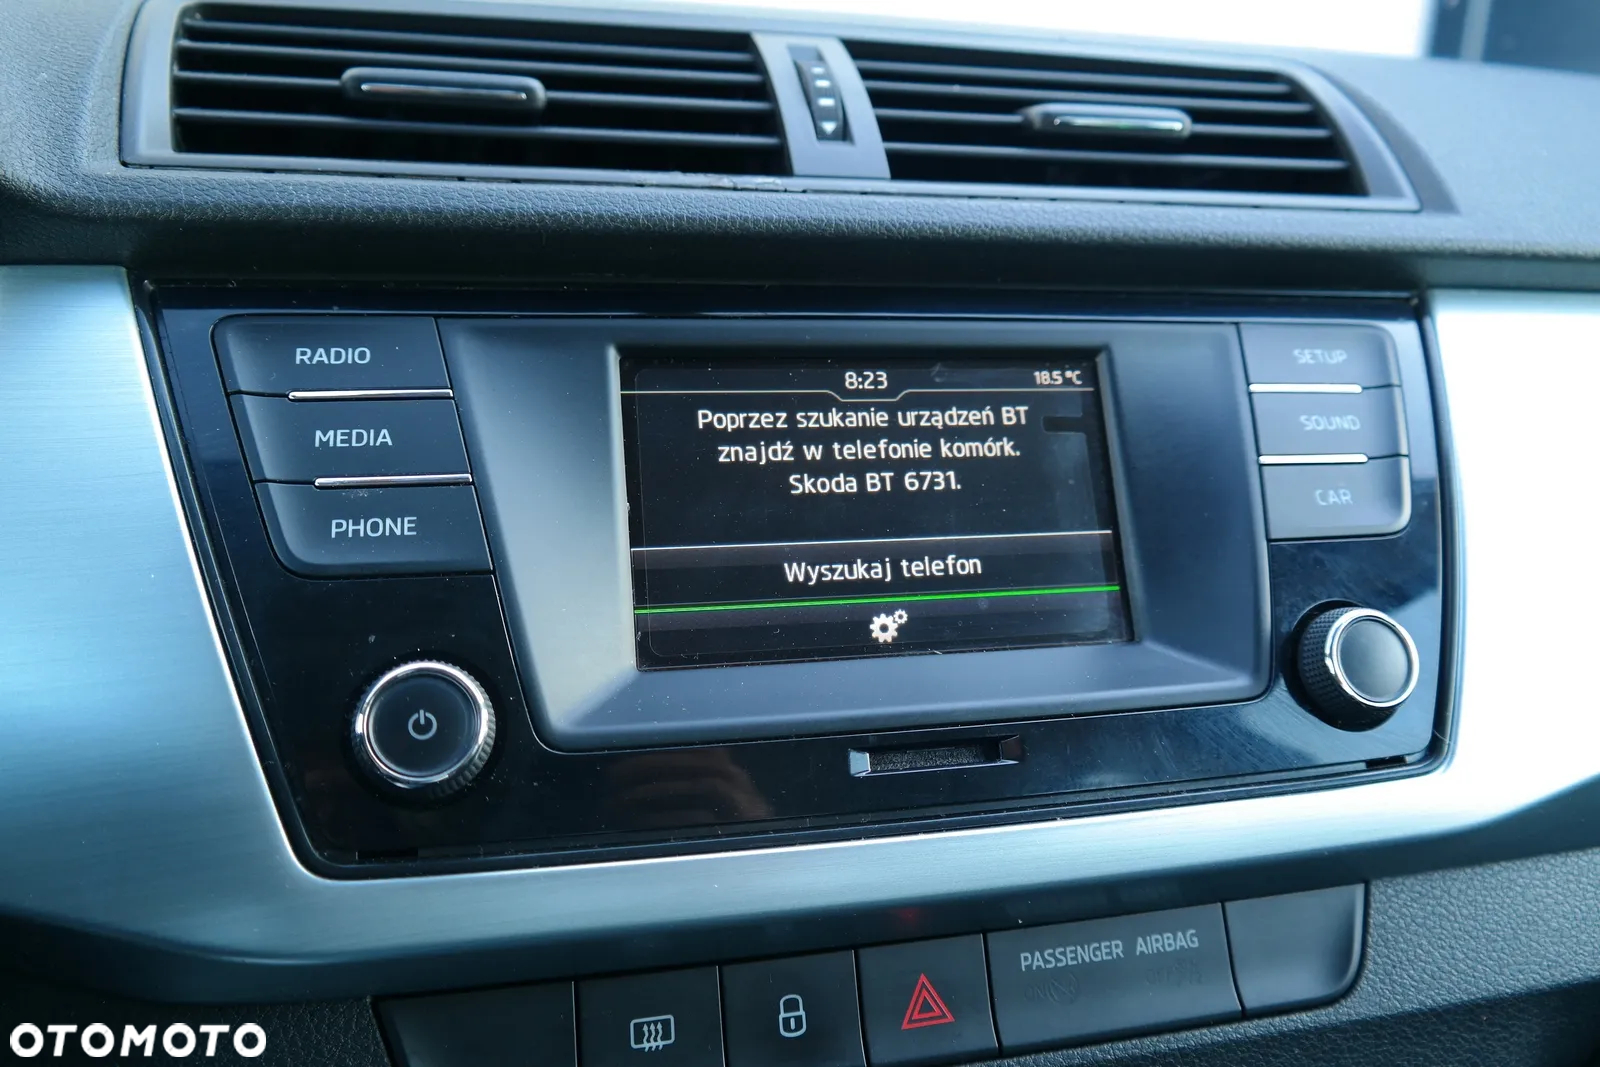 RADIO
MEDIA
PHONE
8:23
18.5°C
Poprzez szukanie urządzeń BT
znajdź w telefonie komórk.
Skoda BT 6731.
Wyszukaj telefon
SETUP
SOUND
CAR
PASSENGER AIRBAG
OTOMOTO